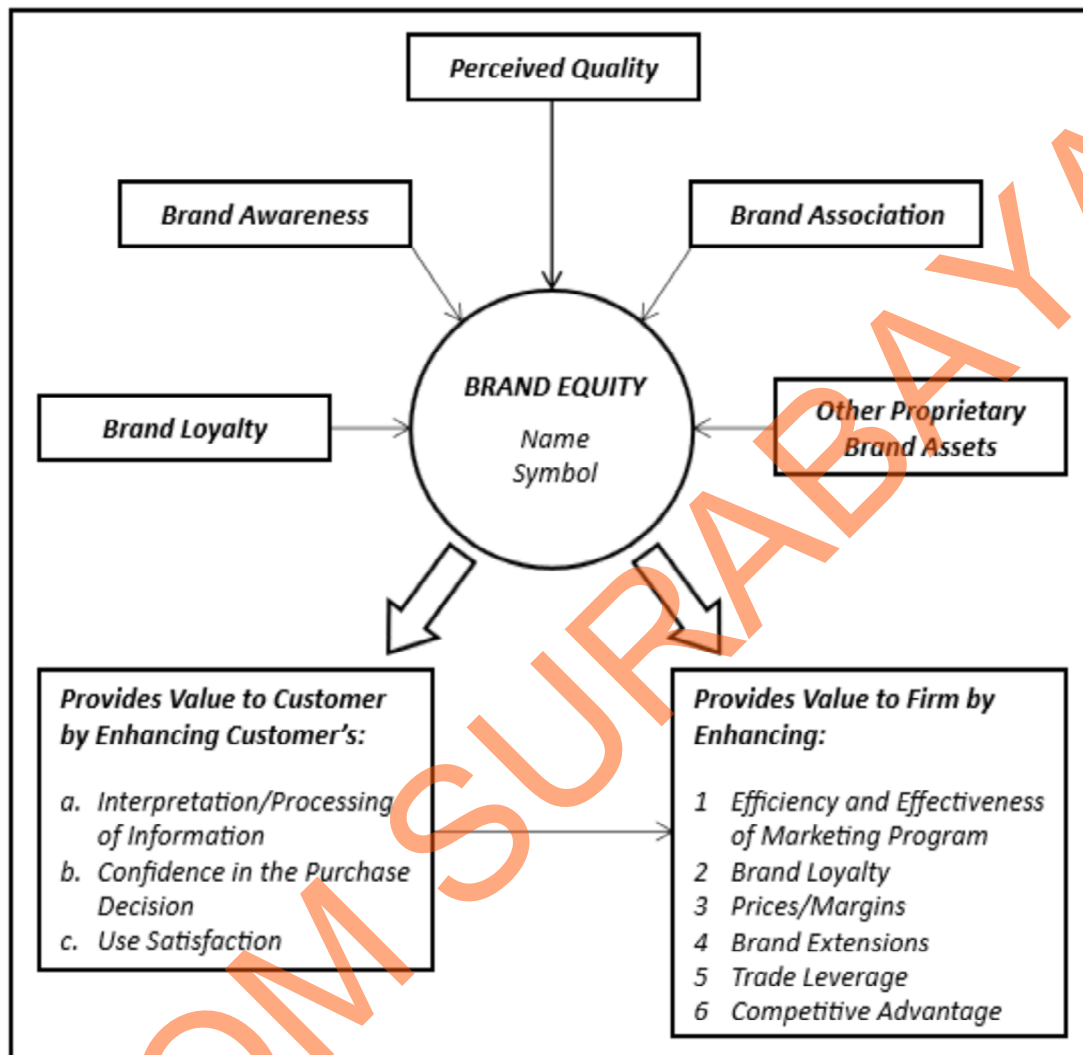 Perceived Quality
Brand Awareness
Brand Association
BRAND EQUITY
Name
Symbol
Brand Loyalty
Other Proprietary
Brand Assets
Provides Value to Customer
by Enhancing Customer's:
a. Interpretation/Processing
of Information
b. Confidence in the Purchase
Decision
c. Use Satisfaction
Provides Value to Firm by
Enhancing:
1 Efficiency and Effectiveness
of Marketing Program
2 Brand Loyalty
3 Prices/Margins
4 Brand Extensions
5 Trade Leverage
6 Competitive Advantage
OM SURABAYA